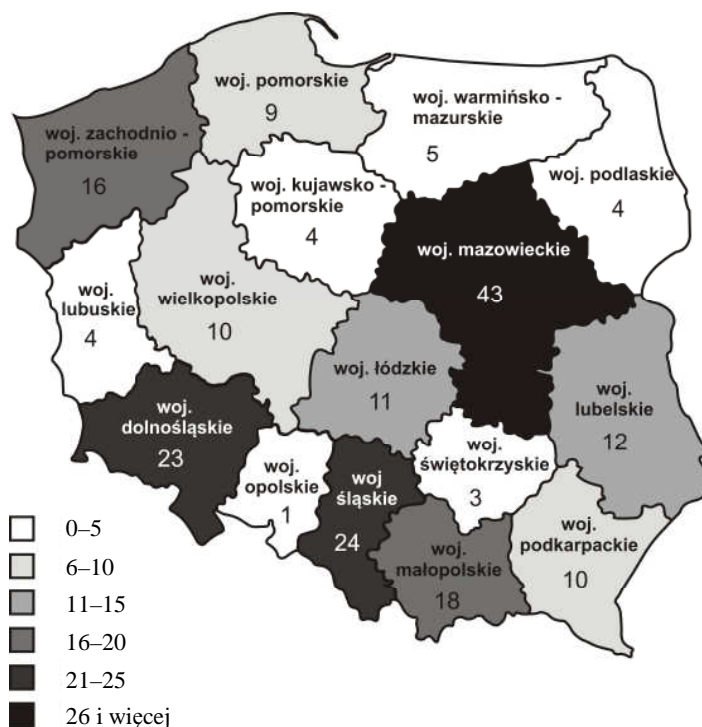 woj. pomorskie
9
woj. warmińsko -
mazurskie
5
woj. zachodnio -
pomorskie
16
woj. podlaskie
4
woj. kujawsko -
pomorskie
4
woj. mazowieckie
43
woj.
lubuskie
4
woj.
wielkopolskie
10
woj. łódzkie
11
woj.
lubelskie
12
woj.
dolnośląskie
23
woj.
opolskie
1
woj
śląskie
24
woj.
świętokrzyskie
3
woj.
małopolskie
18
woj.
podkarpackie
10
0–5
6–10
11–15
16–20
21–25
26 i więcej